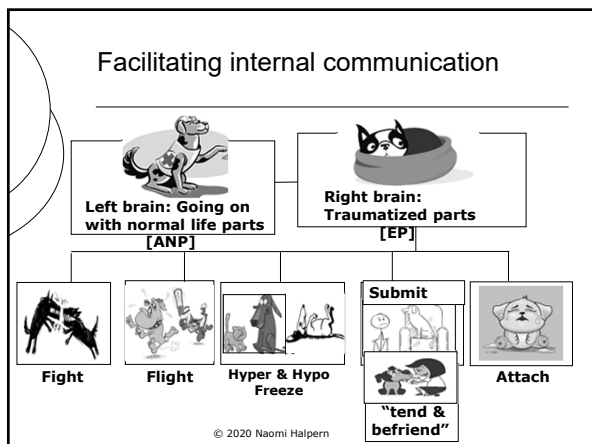 Facilitating internal communication
Left brain: Going on
with normal life parts
[ANP]
Right brain:
Traumatized parts
[EP]
Fight
Flight
Hyper & Hypo
Freeze
Submit
“tend &
befriend”
Attach
© 2020 Naomi Halpern